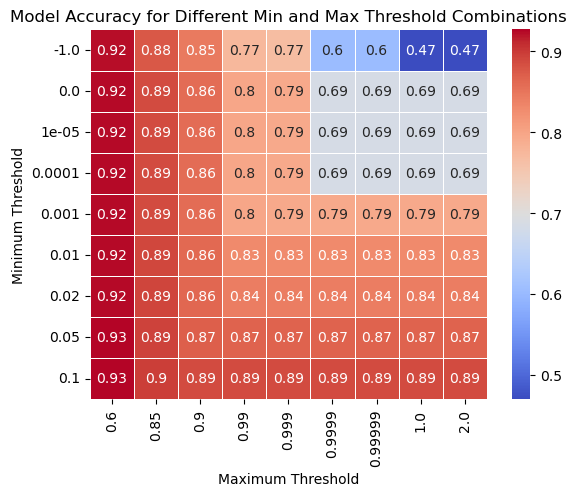 Model Accuracy for Different Min and Max Threshold Combinations
-1.0 0.92 0.88 0.85 0.77 0.77 0.6 0.6 0.47 0.47
0.0 0.92 0.89 0.86 0.8 0.79 0.69 0.69 0.69 0.69
1e-05 0.92 0.89 0.86 0.8 0.79 0.69 0.69 0.69 0.69
0.0001 0.92 0.89 0.86 0.8 0.79 0.69 0.69 0.69 0.69
0.001 0.92 0.89 0.86 0.8 0.79 0.79 0.79 0.79 0.79
0.01 0.92 0.89 0.86 0.83 0.83 0.83 0.83 0.83 0.83
0.02 0.92 0.89 0.86 0.84 0.84 0.84 0.84 0.84 0.84
0.05 0.93 0.89 0.87 0.87 0.87 0.87 0.87 0.87 0.87
0.1 0.93 0.9 0.89 0.89 0.89 0.89 0.89 0.89 0.89
0.6 0.85 0.9 0.99 0.999 0.9999 0.99999 1.0 2.0
Maximum Threshold
Minimum Threshold
0.9
0.8
0.7
0.6
0.5